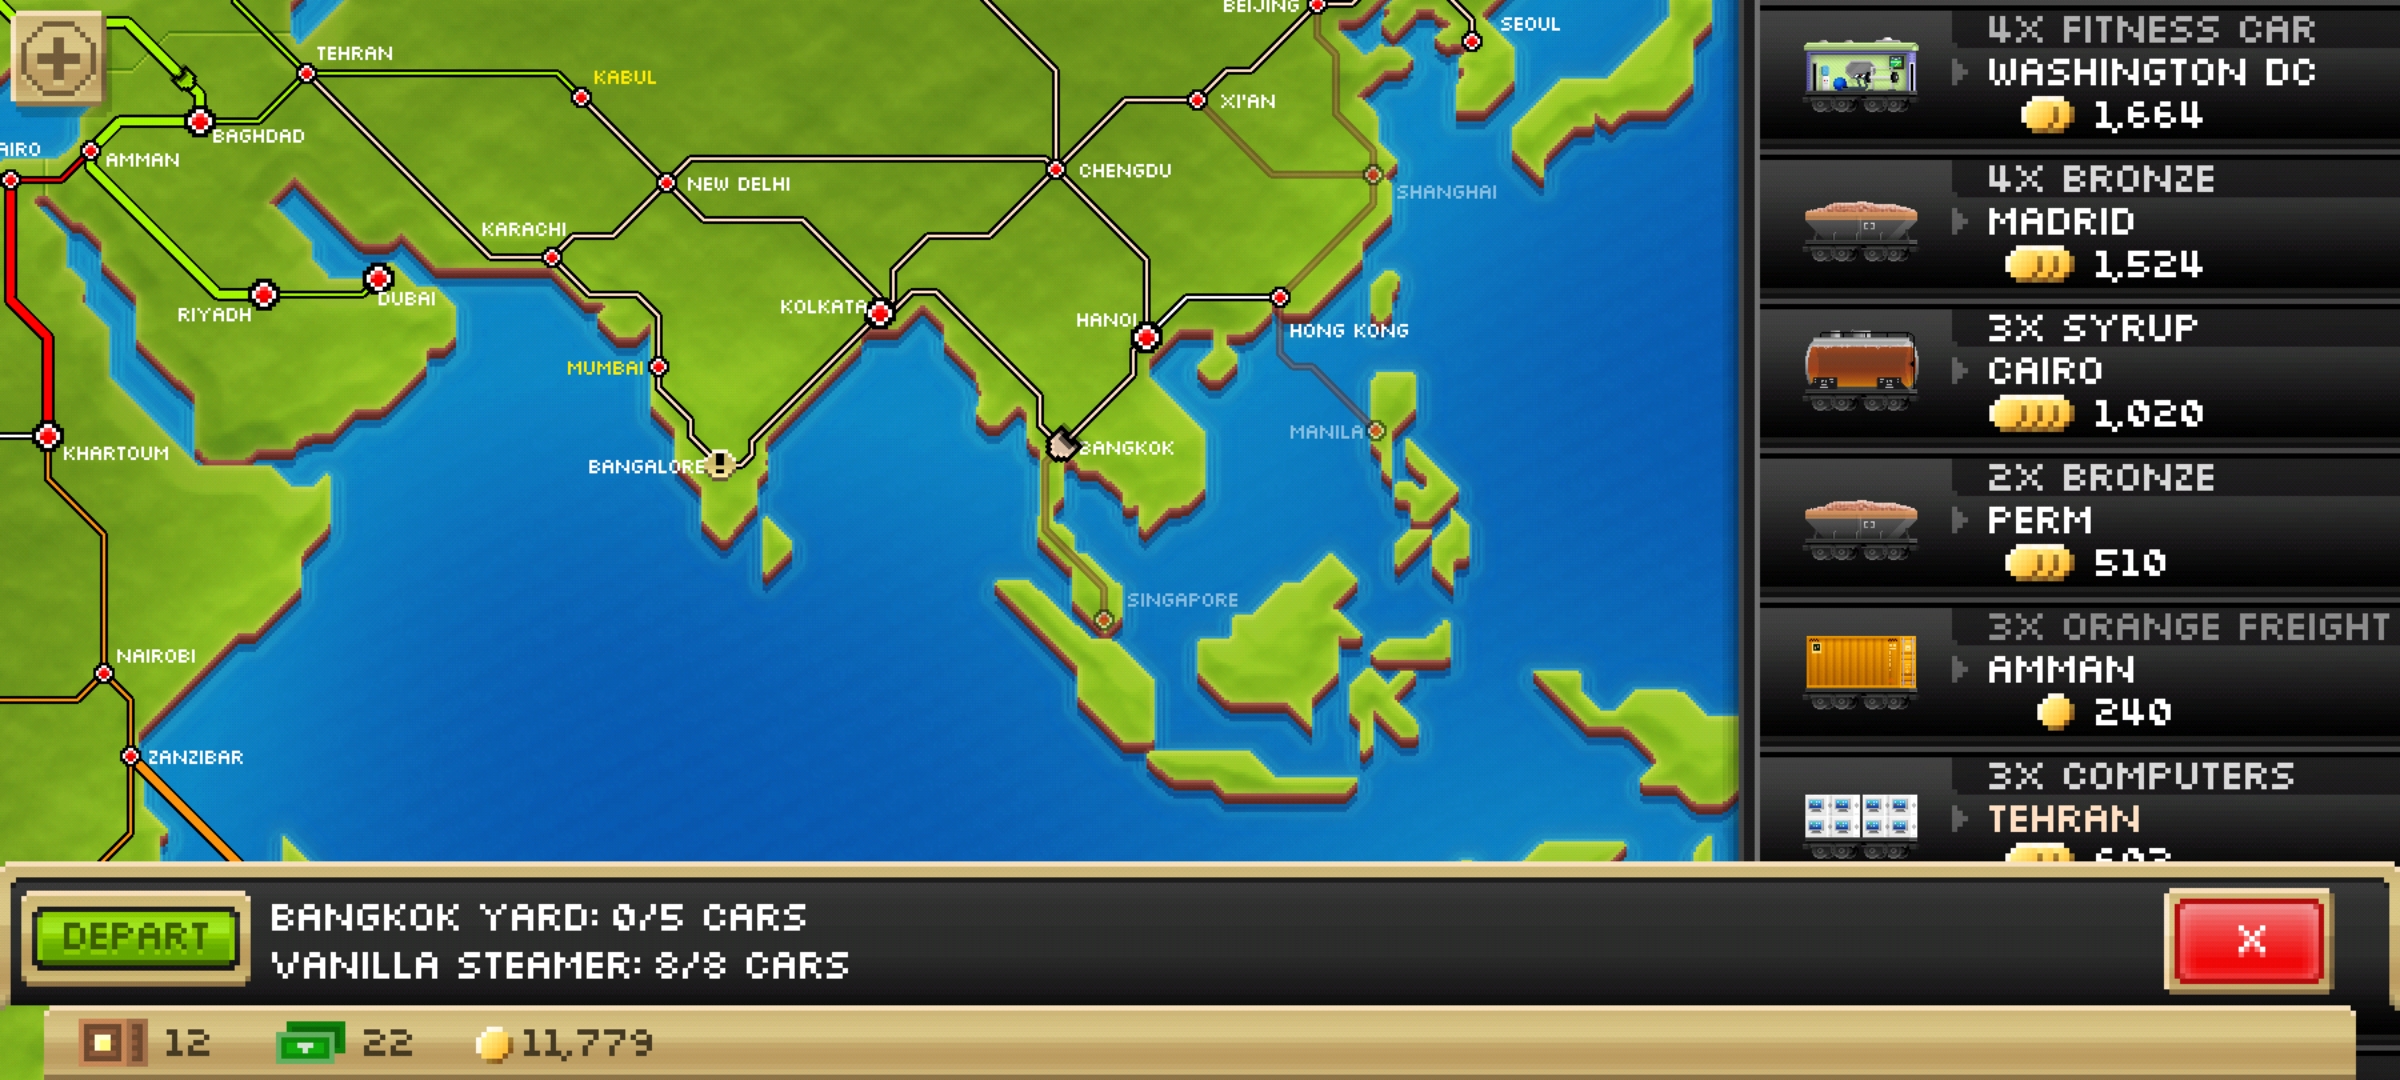 BEIJING
SEOUL
TEHRAN
KABUL
XI'AN
BAGHDAD
AIRO
AMMAN
CHENGDU
NEW DELHI
SHANGHAI
KARACHI
DUBAI
RIYADH
KOLKATA
HANOI
HONG KONG
MUMBAI
MANILA
BANGKOK
KHARTOUM
BANGALORE
SINGAPORE
NAIROBI
ZANZIBAR
4X FITNESS CAR
WASHINGTON DC
1,664
4X BRONZE
MADRID
1,524
3X SYRUP
CAIRO
1,020
2X BRONZE
PERM
510
3X ORANGE FREIGHT
AMMAN
240
3X COMPUTERS
TEHRAN
DEPART
BANGKOK YARD: 0/5 CARS
VANILLA STEAMER: 8/8 CARS
X
12
22
11,779